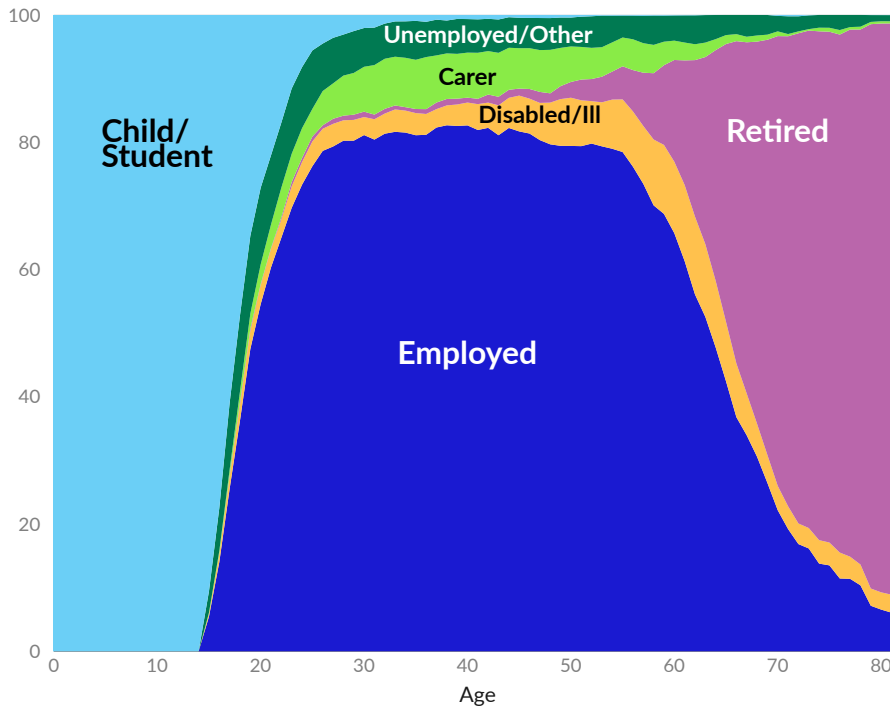 100
Unemployed/Other
Carer
Disabled/Ill
Child/
Student
Retired
80
60
Employed
40
20
0
0 10 20 30 40 50 60 70 80
Age